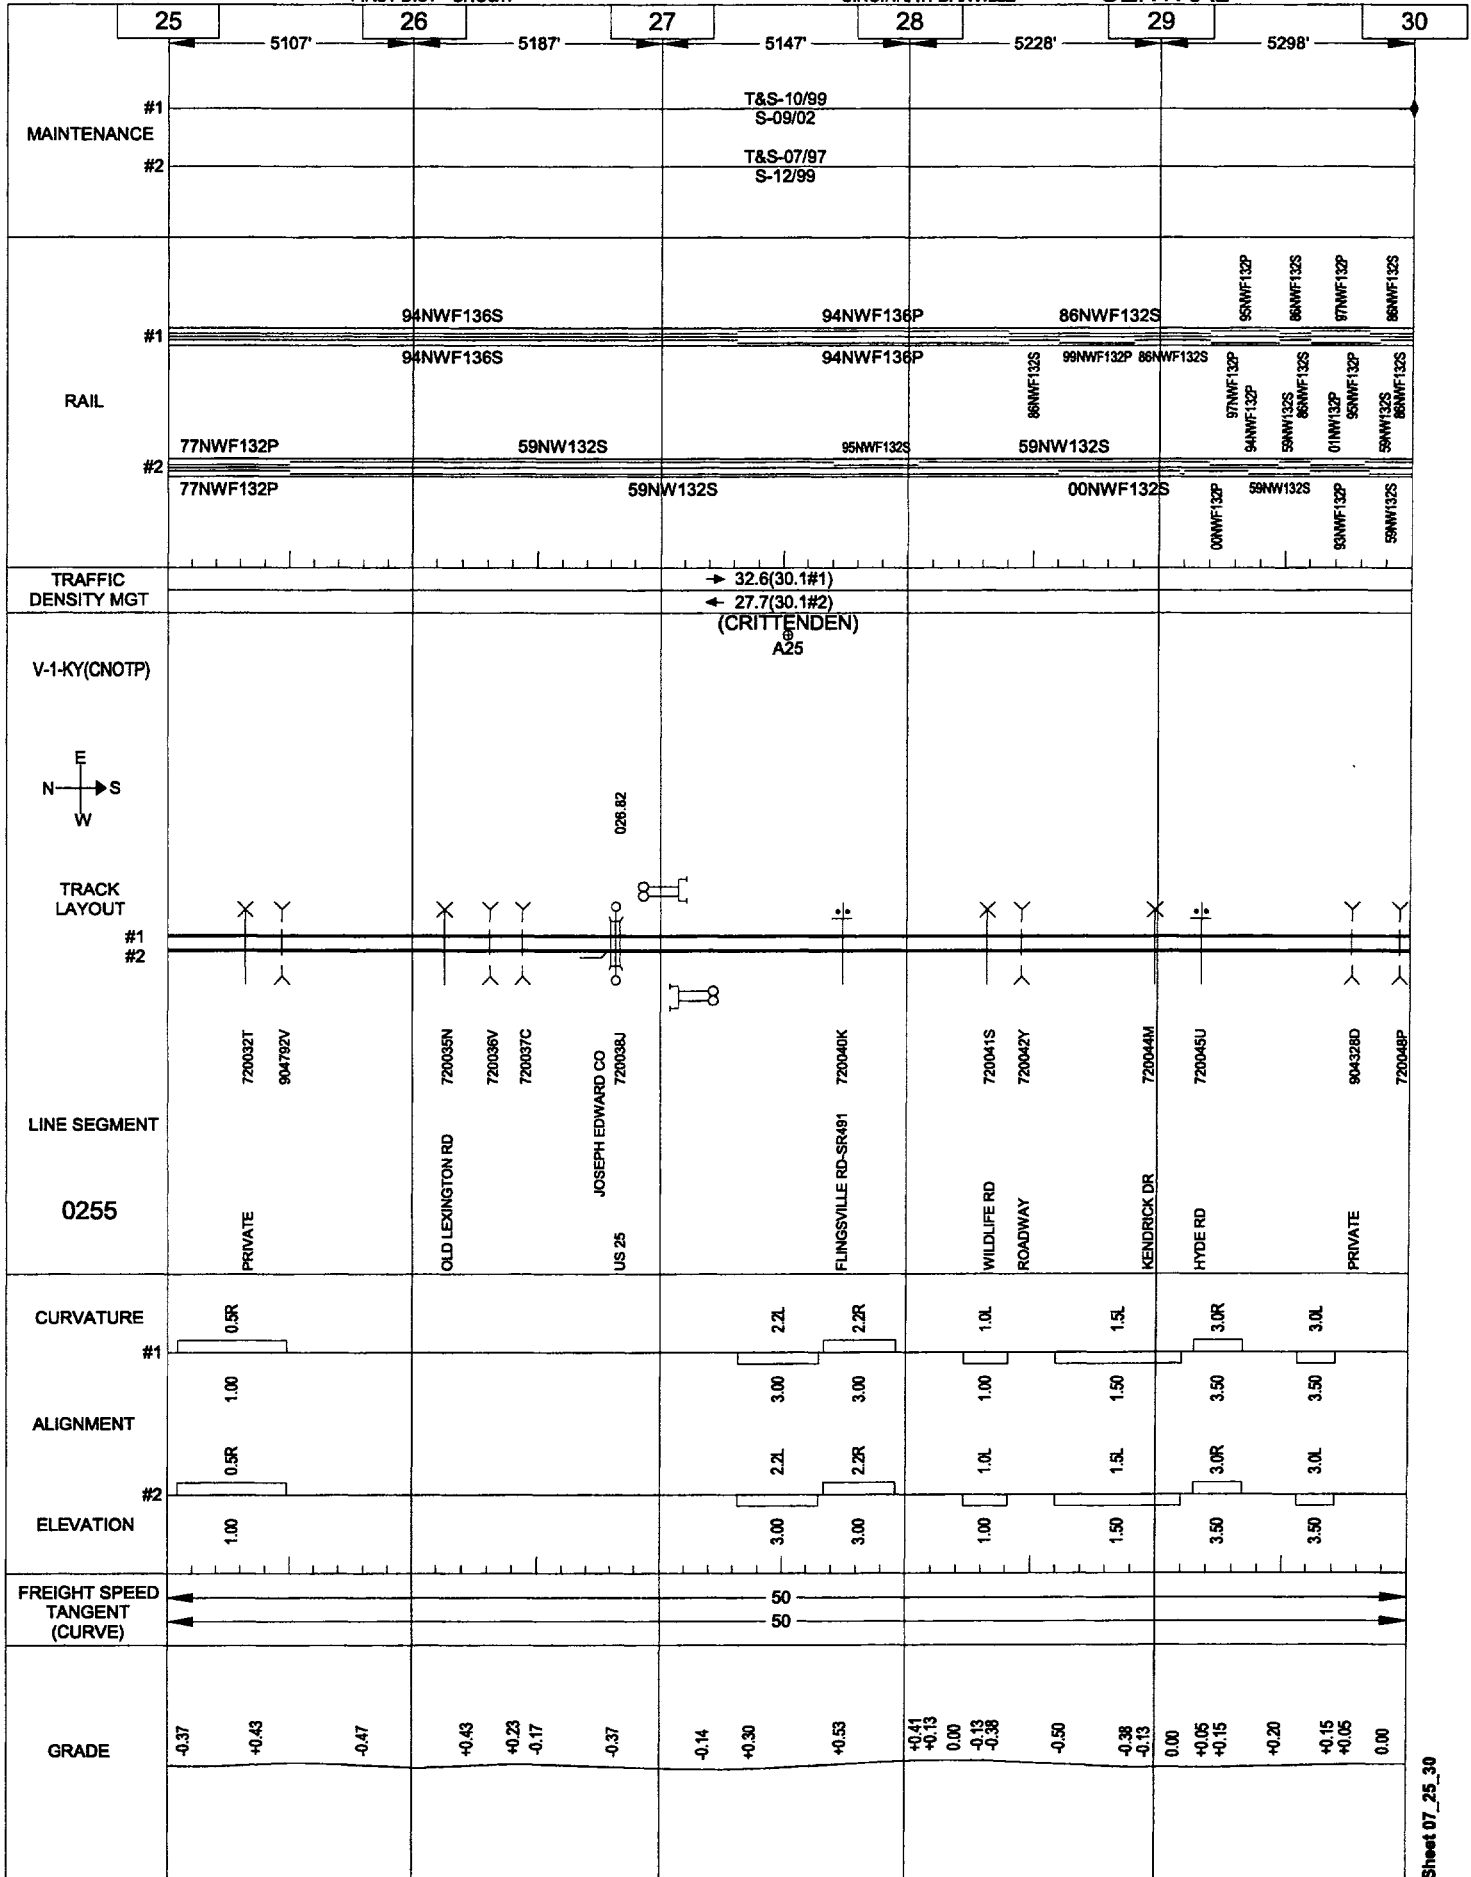 25 26 27 28 29 30
5107' 5187' 5147' 5228' 5298'
MAINTENANCE
#1
T&S-10/99
S-09/02
#2
T&S-07/97
S-12/99
RAIL
95NWF132P 86NWF132S 97NWF132P 86NWF132S
94NWF136S 94NWF136P 86NWF132S
#1
94NWF136S 94NWF136P 86NWF132S 99NWF132P 86NWF132S
97NWF132P 94NWF132P 59NW132S 86NWF132S 01NW132P 95NWF132P 59NW132S 86NWF132S
77NWF132P 59NW132S 95NWF132S 59NW132S
#2
77NWF132P 59NW132S 00NWF132S
00NWF132P 59NW132S 93NWF132P 59NW132S
TRAFFIC
DENSITY MGT
→ 32.6(30.1#1)
← 27.7(30.1#2)
(CRITTENDEN)
A25
V-1-KY(CNOTP)
E
N S
W
026.82
TRACK
LAYOUT
#1
#2
720032T 904792V 720035N 720036V 720037C 720038J 720040K 720041S 720042Y 720044M 720045U 904328D 720048P
LINE SEGMENT
0255
PRIVATE
OLD LEXINGTON RD
JOSEPH EDWARD CO
US 25
FLINGSVILLE RD-SR491
WILDLIFE RD
ROADWAY
KENDRICK DR
HYDE RD
PRIVATE
CURVATURE
0.5R 2.2L 2.2R 1.0L 1.5L 3.0R 3.0L
#1
1.00 3.00 3.00 1.00 1.50 3.50 3.50
ALIGNMENT
0.5R 2.2L 2.2R 1.0L 1.5L 3.0R 3.0L
#2
ELEVATION
1.00 3.00 3.00 1.00 1.50 3.50 3.50
FREIGHT SPEED
TANGENT
(CURVE)
50
50
GRADE
-0.37 +0.43 -0.47 +0.43 +0.23 -0.17 -0.37 -0.14 +0.30 +0.53 +0.41 +0.13 0.00 -0.13 -0.38 -0.50 -0.38 -0.13 0.00 +0.05 +0.15 +0.20 +0.15 +0.05 0.00
Sheet 07_25_30